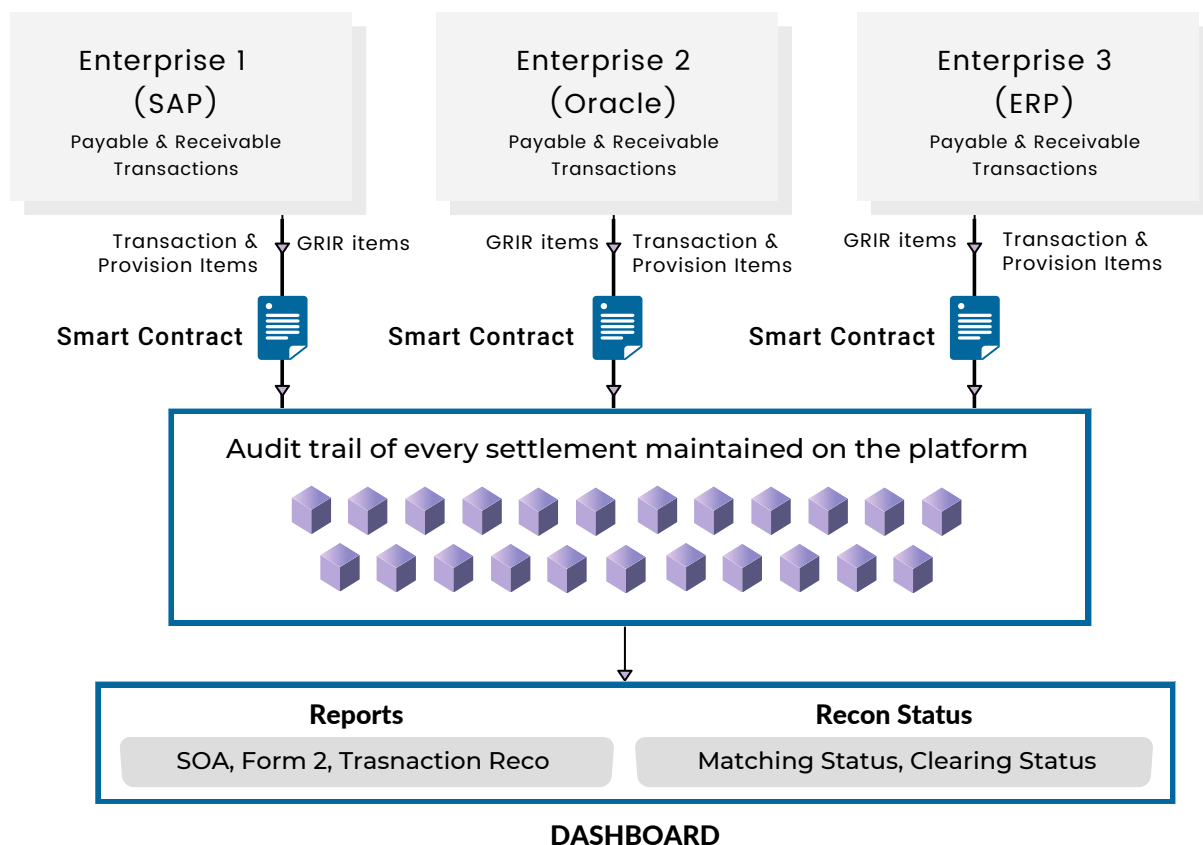 Enterprise 1
(SAP)
Payable & Receivable
Transactions
Enterprise 2
(Oracle)
Payable & Receivable
Transactions
Enterprise 3
(ERP)
Payable & Receivable
Transactions
Transaction &
Provision Items
GRIR items
GRIR items
Transaction &
Provision Items
GRIR items
Transaction &
Provision Items
Smart Contract
Smart Contract
Smart Contract
Audit trail of every settlement maintained on the platform
Reports
SOA, Form 2, Trasnaction Reco
Recon Status
Matching Status, Clearing Status
DASHBOARD